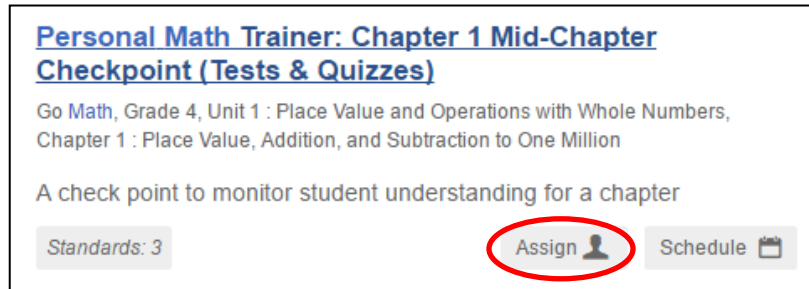 Personal Math Trainer: Chapter 1 Mid-Chapter
Checkpoint (Tests & Quizzes)
Go Math, Grade 4, Unit 1 : Place Value and Operations with Whole Numbers,
Chapter 1 : Place Value, Addition, and Subtraction to One Million
A check point to monitor student understanding for a chapter
Standards: 3 Assign Schedule